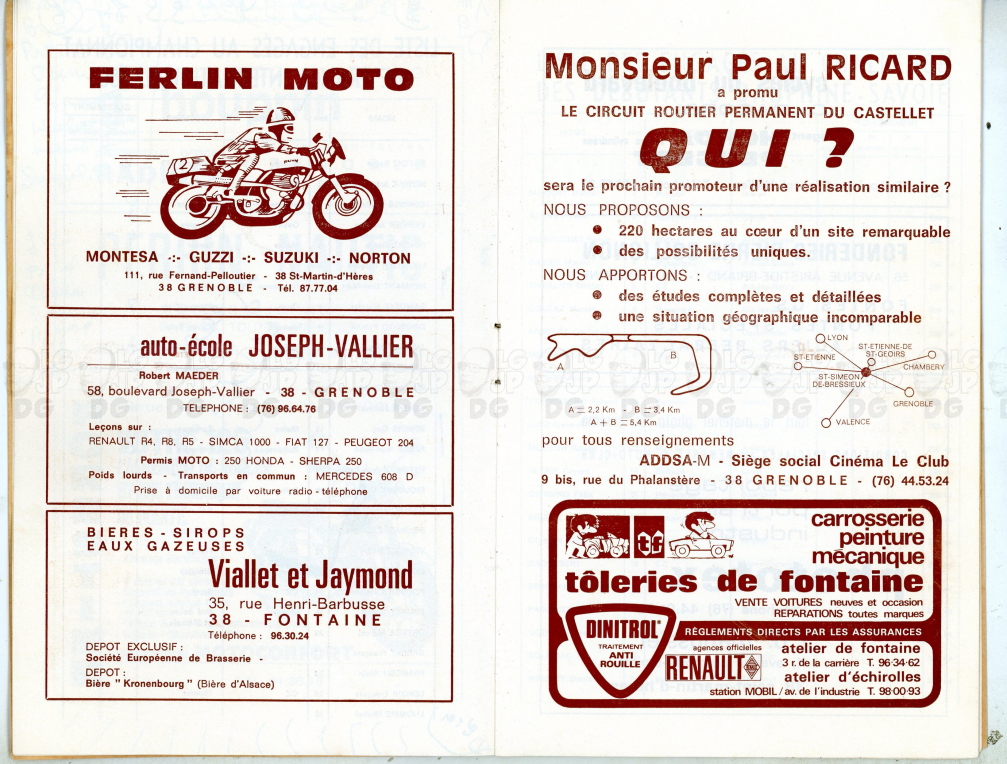 FERLIN MOTO
2
MONTESA -:- GUZZI -:- SUZUKI -:- NORTON
111, rue Fernand-Pelloutier - 38 St-Martin-d'Hères
38 GRENOBLE - Tél. 87.77.04
auto-école JOSEPH-VALLIER
Robert MAEDER
58, boulevard Joseph-Vallier - 38 - GRENOBLE
TELEPHONE : (76) 96.64.76
Leçons sur :
RENAULT R4, R8, R5 - SIMCA 1000 - FIAT 127 - PEUGEOT 204
Permis MOTO : 250 HONDA - SHERPA 250
Poids lourds - Transports en commun : MERCEDES 608 D
Prise à domicile par voiture radio-téléphone
BIERES - SIROPS
EAUX GAZEUSES
Viallet et Jaymond
35, rue Henri-Barbusse
38 - FONTAINE
Téléphone : 96.30.24
DEPOT EXCLUSIF :
Société Européenne de Brasserie -
DEPOT :
Bière " Kronenbourg " (Bière d'Alsace)
Monsieur Paul RICARD
a promu
LE CIRCUIT ROUTIER PERMANENT DU CASTELLET
QUI ?
sera le prochain promoteur d'une réalisation similaire ?
NOUS PROPOSONS :
● 220 hectares au cœur d'un site remarquable
● des possibilités uniques.
NOUS APPORTONS :
● des études complètes et détaillées
● une situation géographique incomparable
A
B
A = 2,2 Km - B = 3,4 Km
A + B = 5,4 Km
LYON
ST-ETIENNE
ST-ETIENNE-DE
ST-GEOIRS
CHAMBERY
ST-SIMEON
DE-BRESSIEUX
GRENOBLE
VALENCE
pour tous renseignements
ADDSA-M - Siège social Cinéma Le Club
9 bis, rue du Phalanstère - 38 GRENOBLE - (76) 44.53.24
tf
carrosserie
peinture
mécanique
tôleries de fontaine
VENTE VOITURES neuves et occasion
REPARATIONS toutes marques
DINITROL®
TRAITEMENT
ANTI
ROUILLE
RÈGLEMENTS DIRECTS PAR LES ASSURANCES
agences officielles
RENAULT
atelier de fontaine
3 r. de la carrière T. 96·34·62
atelier d'échirolles
station MOBIL / av. de l'industrie T. 98·00·93
LG
JP
DG